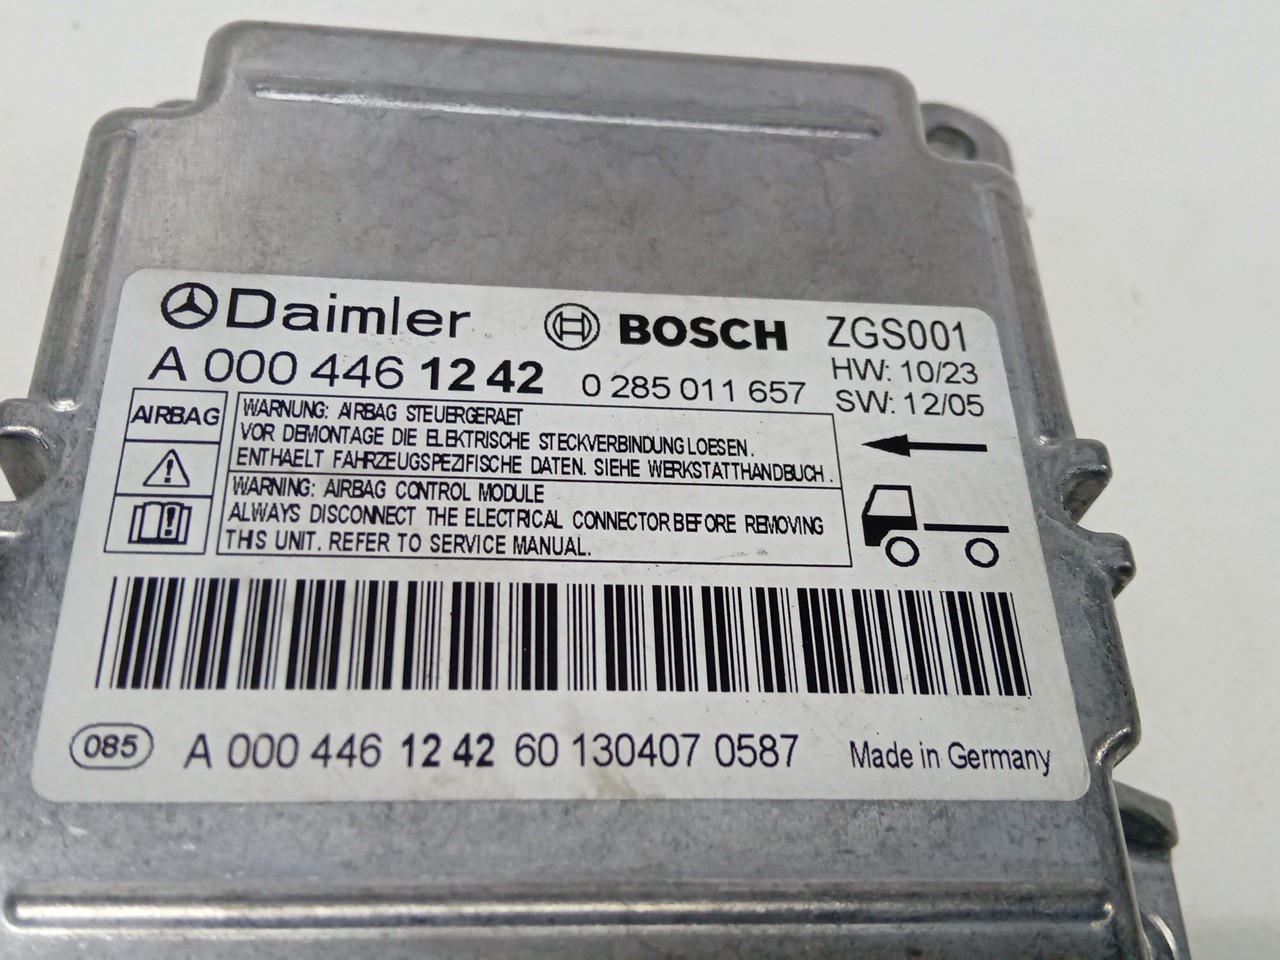 Daimler BOSCH ZGS001
A 000 446 12 42 0 285 011 657 HW: 10/23
SW: 12/05
AIRBAG
WARNUNG: AIRBAG STEUERGERAET
VOR DEMONTAGE DIE ELEKTRISCHE STECKVERBINDUNG LOESEN.
ENTHAELT FAHRZEUGSPEZIFISCHE DATEN. SIEHE WERKSTATTHANDBUCH.
WARNING: AIRBAG CONTROL MODULE
ALWAYS DISCONNECT THE ELECTRICAL CONNECTOR BEFORE REMOVING
THIS UNIT. REFER TO SERVICE MANUAL.
085 A 000 446 12 42 60 130407 0587 Made in Germany